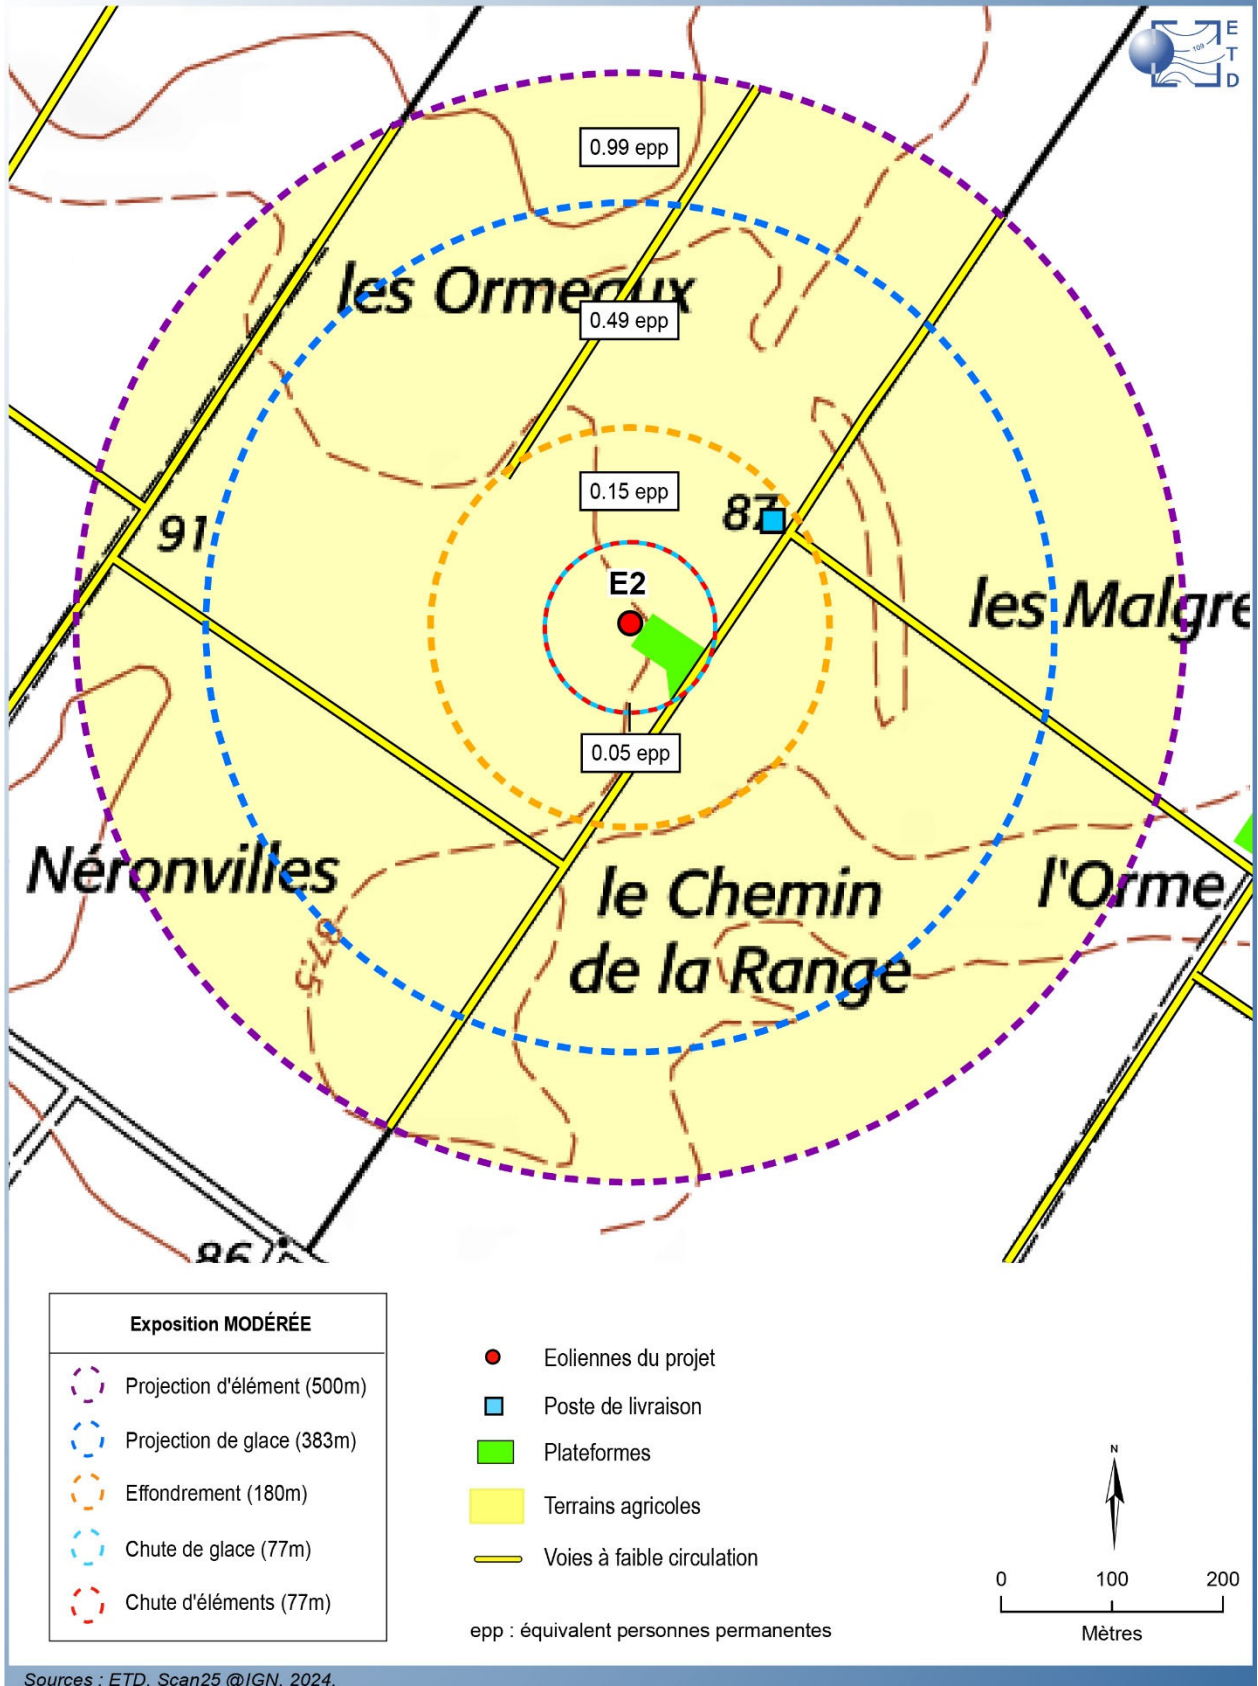 E
T
D
109
0.99 epp
les Ormeaux
0.49 epp
0.15 epp
87
91
E2
les Malgre
0.05 epp
Néronvilles
le Chemin
de la Range
l'Orme
87.5
86
Exposition MODÉRÉE
Projection d'élément (500m)
Projection de glace (383m)
Effondrement (180m)
Chute de glace (77m)
Chute d'éléments (77m)
Eoliennes du projet
Poste de livraison
Plateformes
Terrains agricoles
Voies à faible circulation
epp : équivalent personnes permanentes
N
0 100 200
Mètres
Sources : ETD, Scan25 @IGN, 2024.